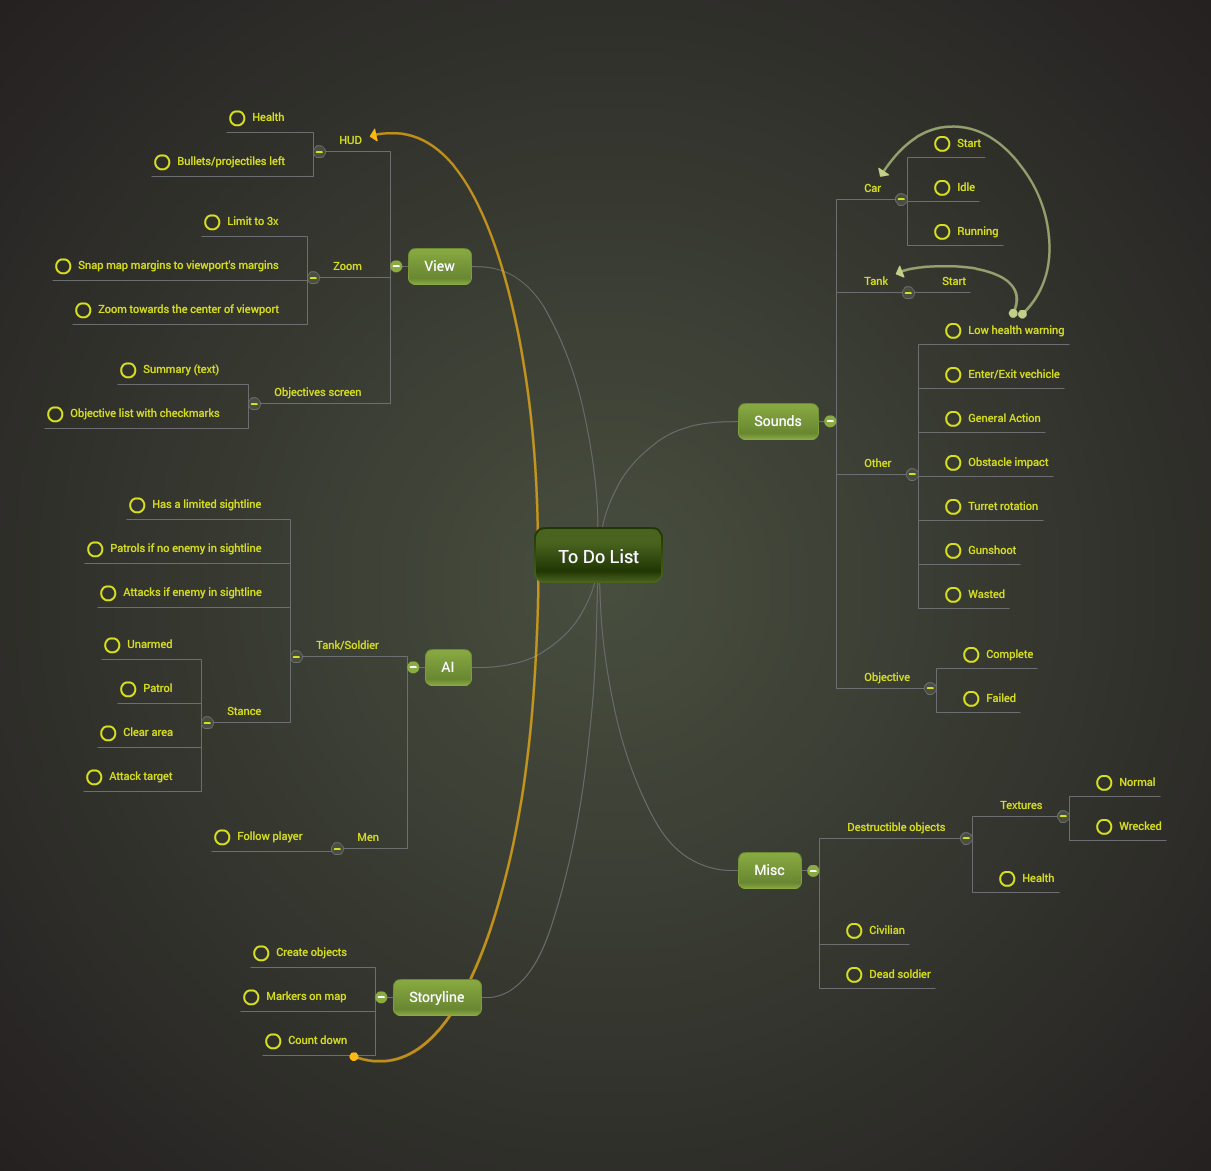 To Do List
View
HUD
Health
Bullets/projectiles left
Zoom
Limit to 3x
Snap map margins to viewport's margins
Zoom towards the center of viewport
Objectives screen
Summary (text)
Objective list with checkmarks
AI
Tank/Soldier
Has a limited sightline
Patrols if no enemy in sightline
Attacks if enemy in sightline
Stance
Unarmed
Patrol
Clear area
Attack target
Men
Follow player
Storyline
Create objects
Markers on map
Count down
Sounds
Car
Start
Idle
Running
Tank
Start
Other
Low health warning
Enter/Exit vechicle
General Action
Obstacle impact
Turret rotation
Gunshoot
Wasted
Objective
Complete
Failed
Misc
Destructible objects
Textures
Normal
Wrecked
Health
Civilian
Dead soldier